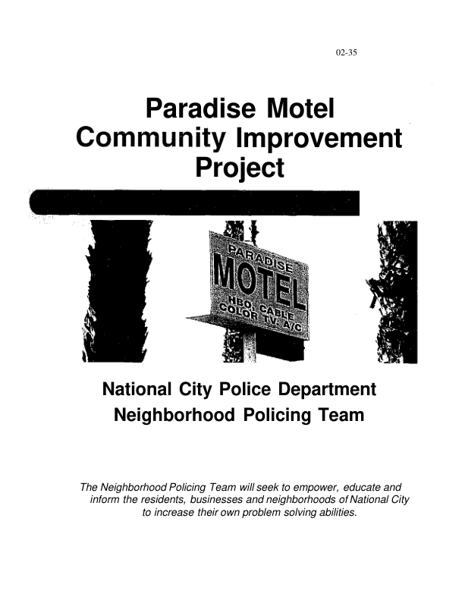 02-35
Paradise Motel
Community Improvement
Project
PARADISE
MOTEL
HBO, CABLE
COLOR TV. A/C
National City Police Department
Neighborhood Policing Team
The Neighborhood Policing Team will seek to empower, educate and
inform the residents, businesses and neighborhoods of National City
to increase their own problem solving abilities.